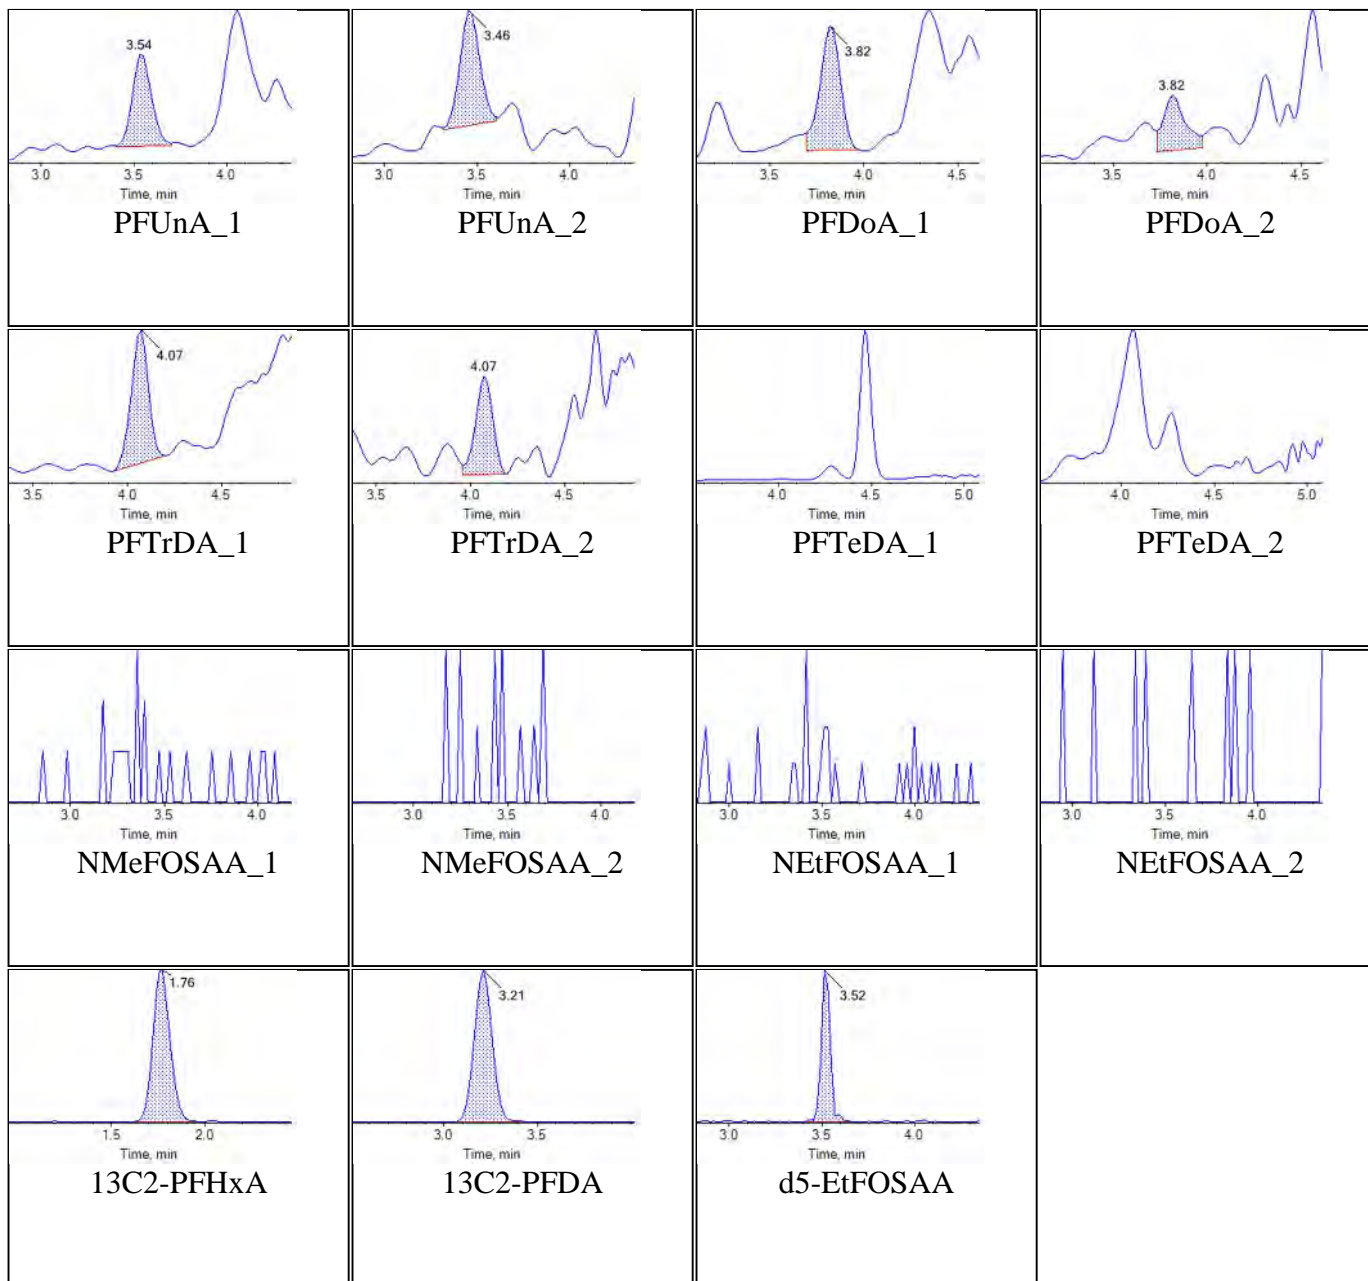 3.54
3.0 4.0
Time, min
PFUnA_1
3.46
3.0 3.5 4.0
Time, min
PFUnA_2
3.82
3.5 4.0 4.5
Time, min
PFDoA_1
3.82
3.5 4.0 4.5
Time, min
PFDoA_2
4.07
3.5 4.0 4.5
Time, min
PFTrDA_1
4.07
3.5 4.0 4.5
Time, min
PFTrDA_2
4.0 4.5 5.0
Time, min
PFTeDA_1
4.0 4.5 5.0
Time, min
PFTeDA_2
3.0 3.5 4.0
Time, min
NMeFOSAA_1
3.0 3.5 4.0
Time, min
NMeFOSAA_2
3.0 3.5 4.0
Time, min
NEtFOSAA_1
3.0 3.5 4.0
Time, min
NEtFOSAA_2
1.76
1.5 2.0
Time, min
13C2-PFHxA
3.21
3.0 3.5
Time, min
13C2-PFDA
3.52
3.0 3.5 4.0
Time, min
d5-EtFOSAA